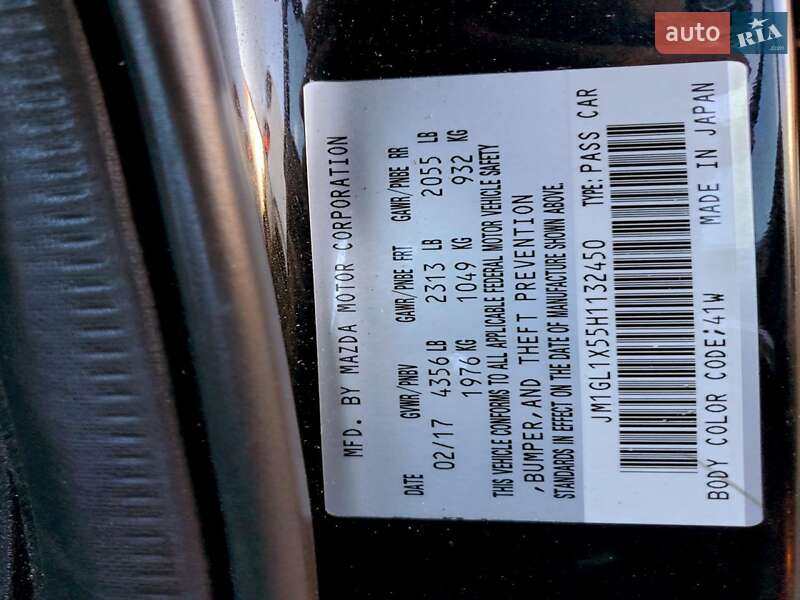 auto RIA.com
MFD. BY MAZDA MOTOR CORPORATION
DATE GVWR/PNBV GAWR/PNBE FRT GAWR/PNBE RR
02/17 4356 LB 2313 LB 2055 LB
1976 KG 1049 KG 932 KG
THIS VEHICLE CONFORMS TO ALL APPLICABLE FEDERAL MOTOR VEHICLE SAFETY
,BUMPER,AND THEFT PREVENTION
STANDARDS IN EFFECT ON THE DATE OF MANUFACTURE SHOWN ABOVE.
JM1GL1X55H1132450 TYPE: PASS CAR
BODY COLOR CODE;41W MADE IN JAPAN